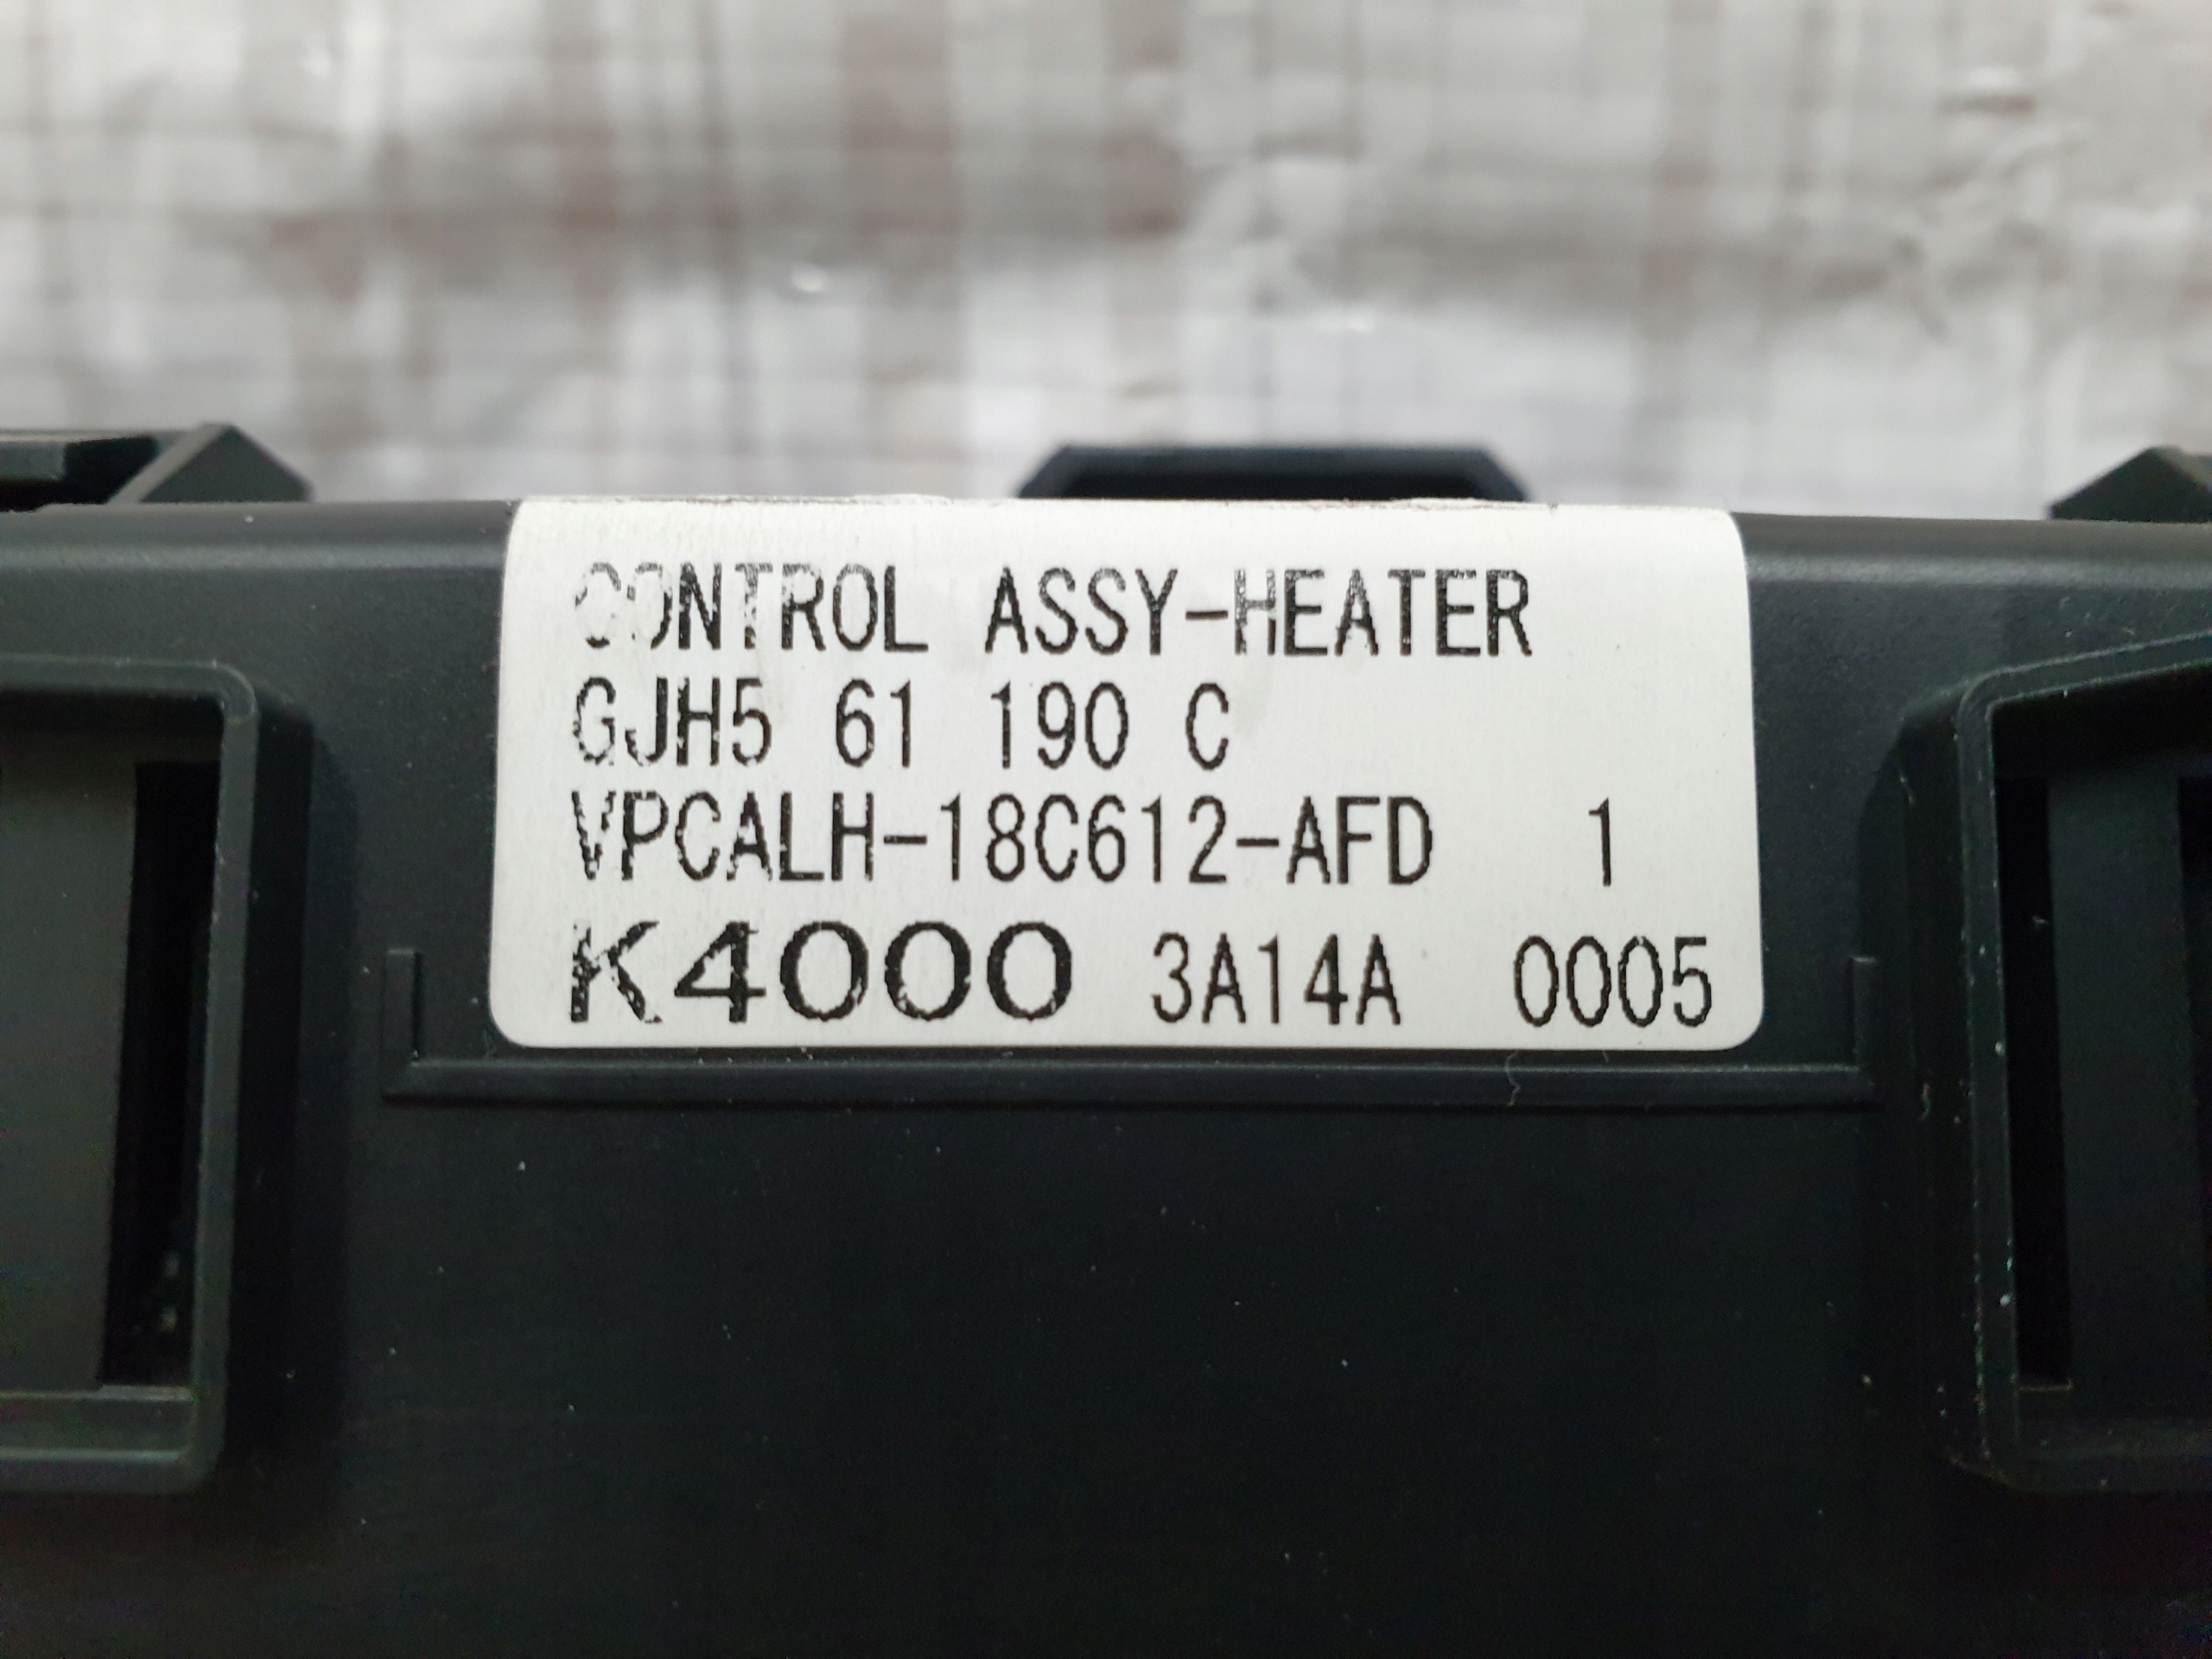 CONTROL ASSY-HEATER
GJH5 61 190 C
VPCALH-18C612-AFD 1
K4000 3A14A 0005